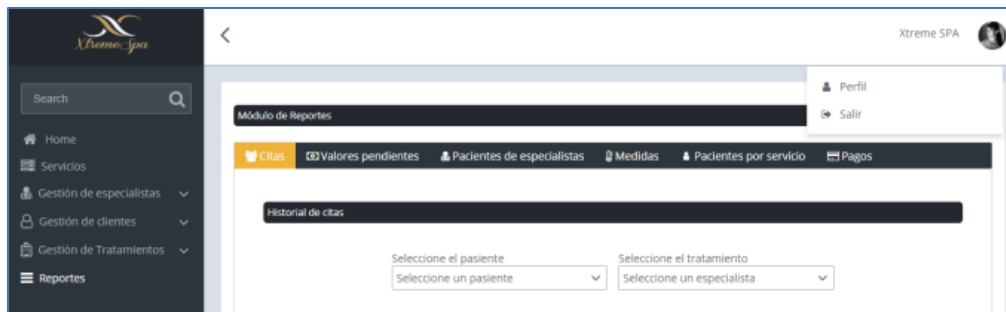 XtremeSpa
Xtreme SPA
Search
Home
Servicios
Gestión de especialistas
Gestión de clientes
Gestión de Tratamientos
Reportes
Perfil
Salir
Módulo de Reportes
Citas Valores pendientes Pacientes de especialistas Medidas Pacientes por servicio Pagos
Historial de citas
Seleccione el pasiente Seleccione el tratamiento
Seleccione un pasiente Seleccione un especialista